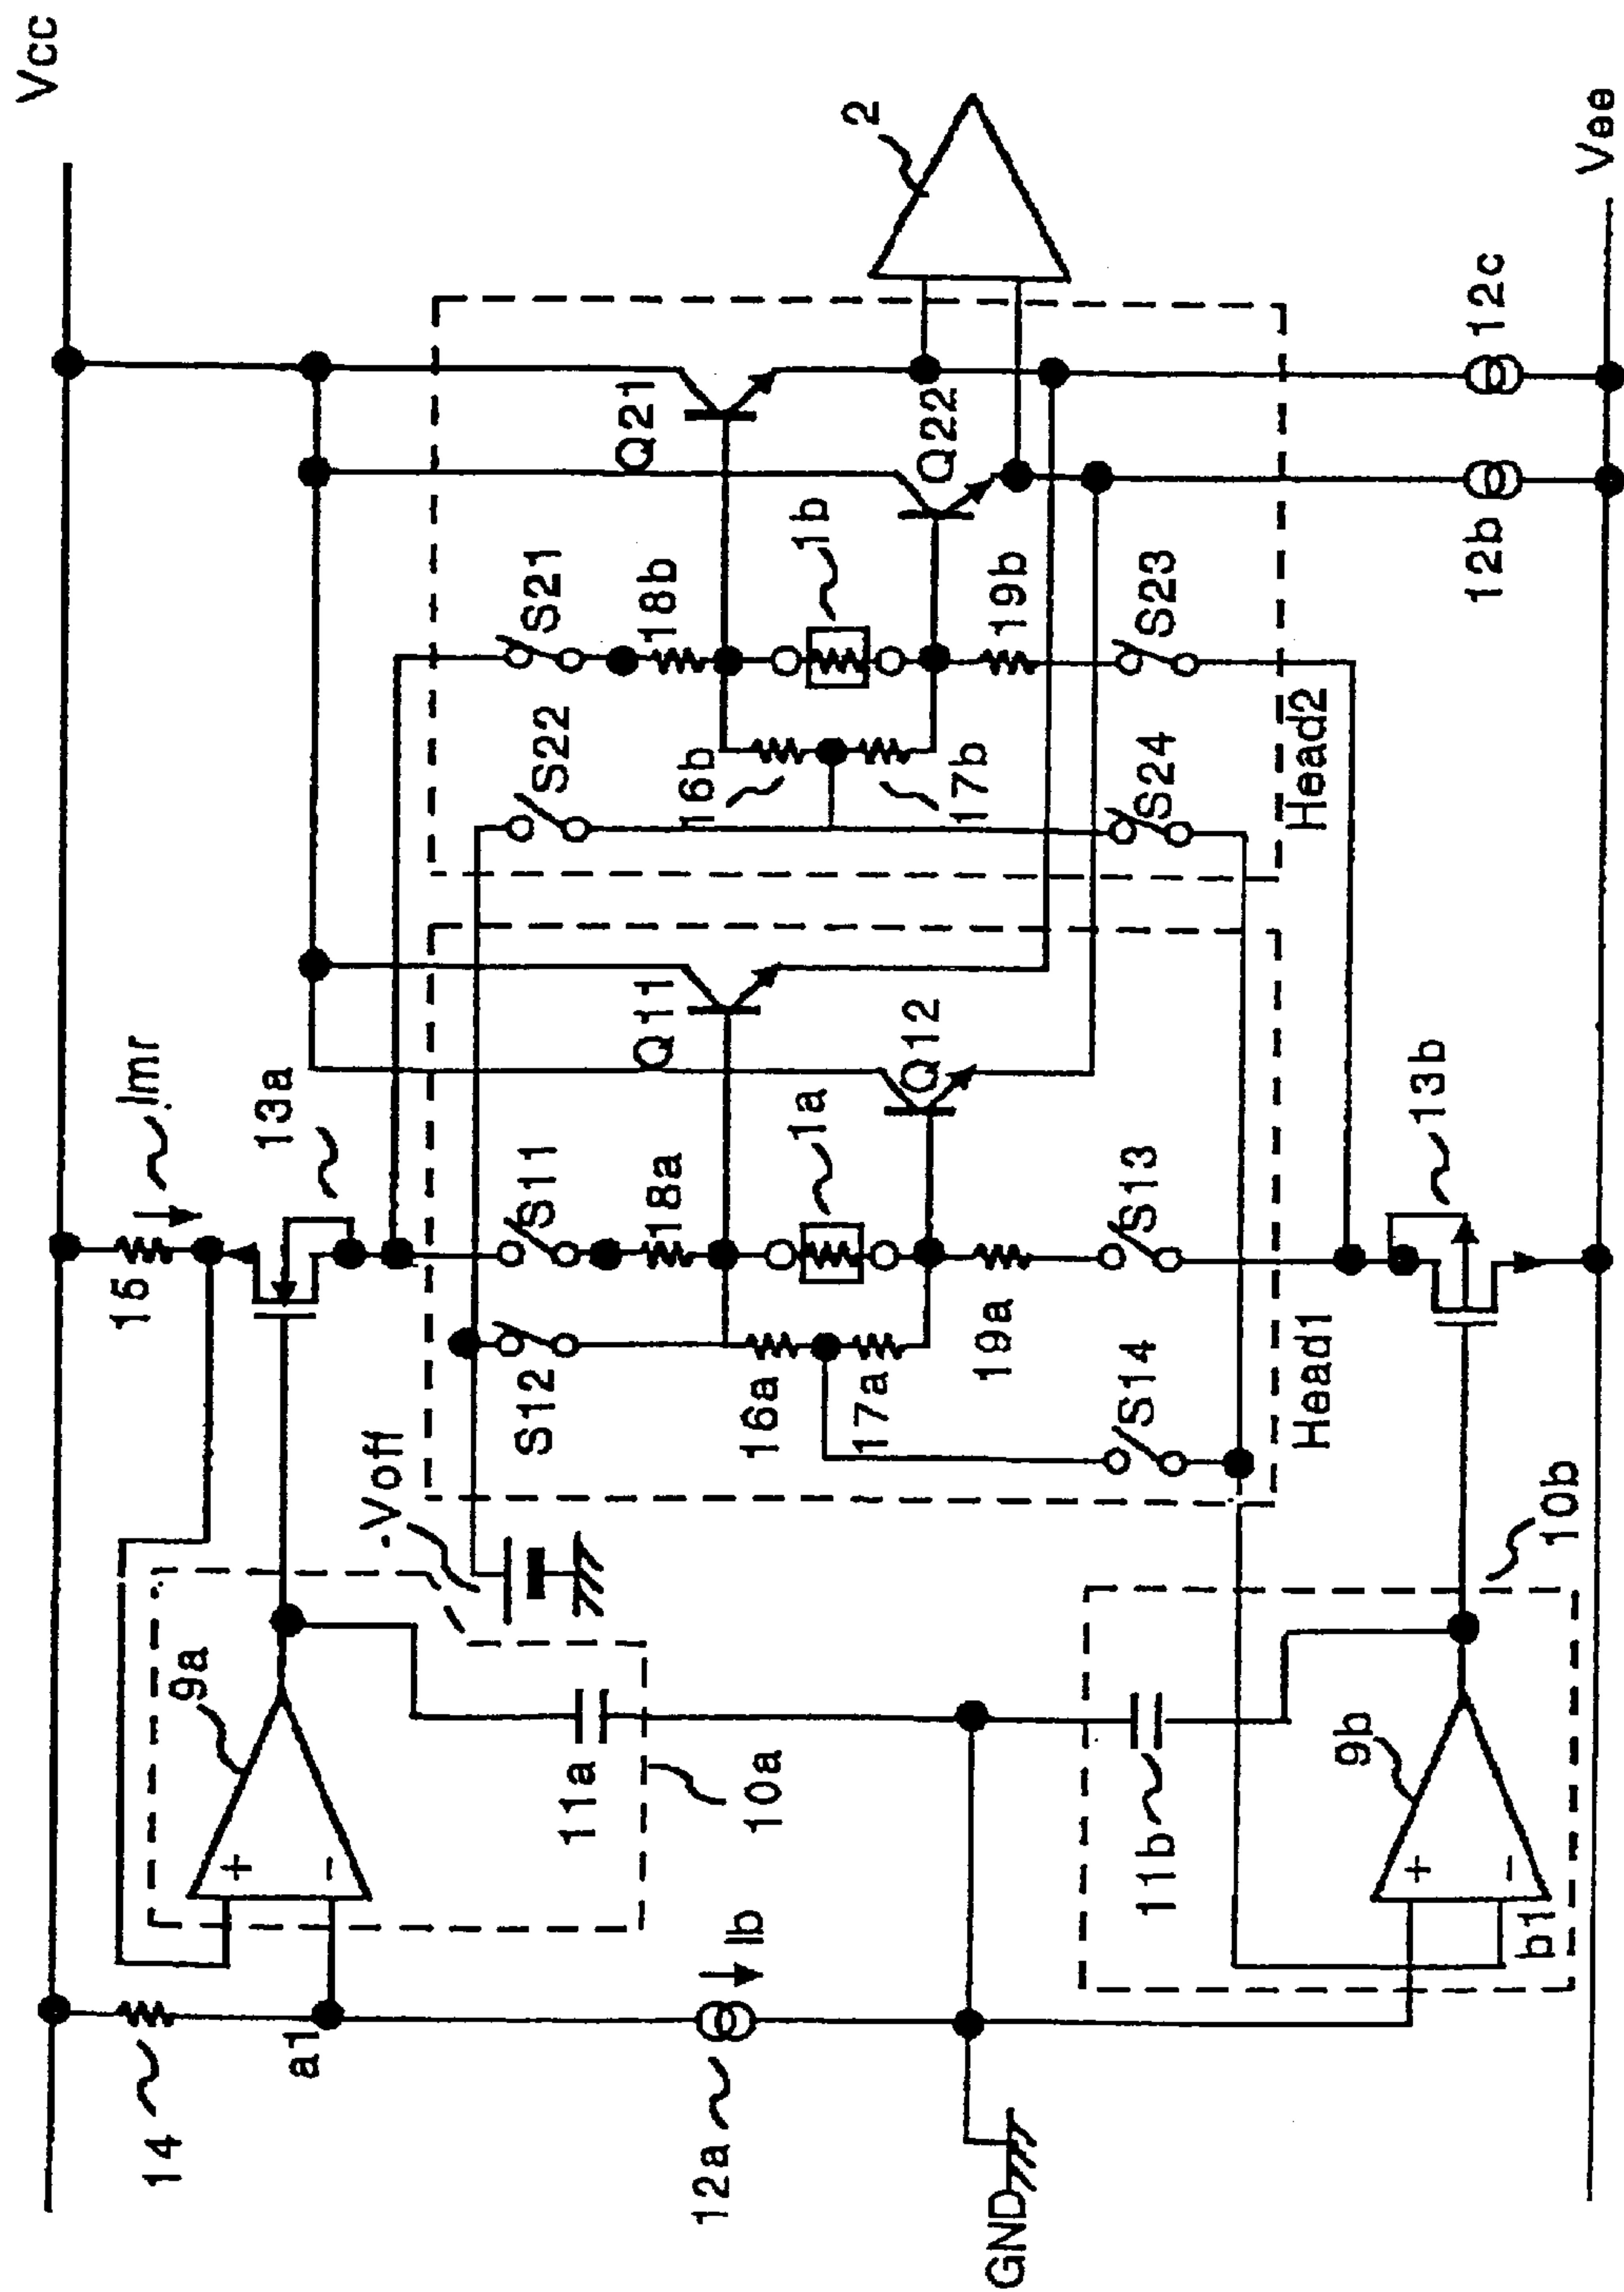 Vcc
Imr
15
13a
14
a1
9a
+
−
-Voff
S12
S11
S22
S21
Q11
Q21
18a
18b
16a
16b
1a
1b
2
11a
10a
12a
Ib
17a
17b
Q12
Q22
19a
19b
GND
S14
S13
S24
S23
11b
10b
Head1
Head2
9b
+
−
b1
13b
12b
12c
Vee